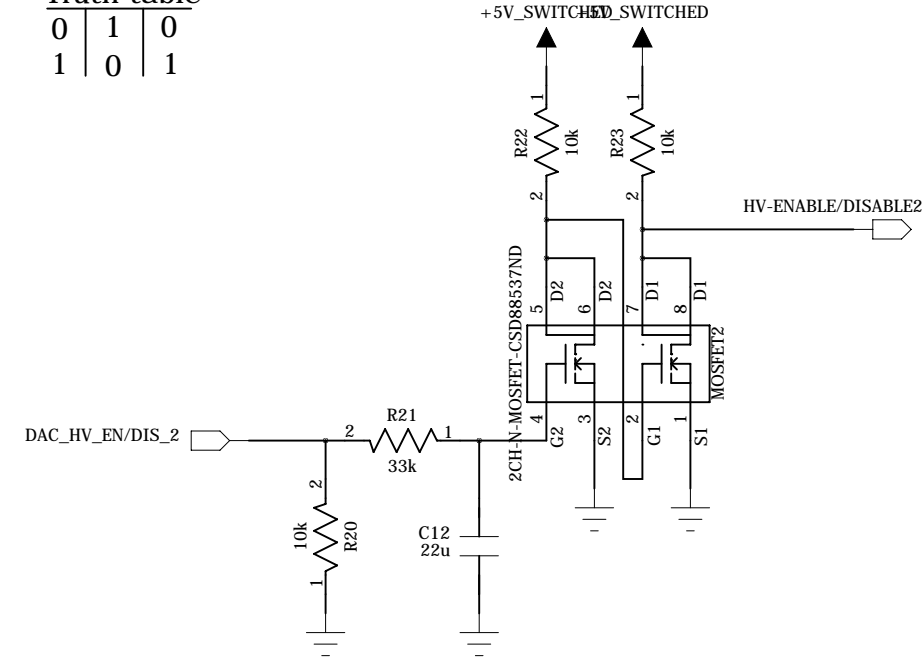 Truth table
0 1 0
1 0 1
+5V_SWITCHED
+5V_SWITCHED
1
1
R22
10k
R23
10k
2
2
HV-ENABLE/DISABLE2
2CH-N-MOSFET-CSD88537ND
5
D2
6
D2
7
D1
8
D1
MOSFET2
4
G2
3
S2
2
G1
1
S1
DAC_HV_EN/DIS_2
2
R21
1
33k
2
10k
R20
1
C12
22u